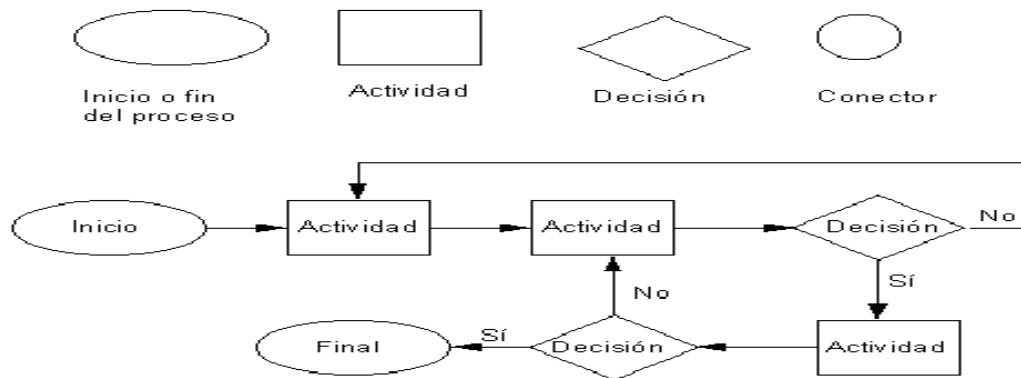 Inicio o fin
del proceso
Actividad
Decisión
Conector
Inicio
Actividad
Actividad
Decisión
No
Sí
No
Final
Sí
Decisión
Actividad